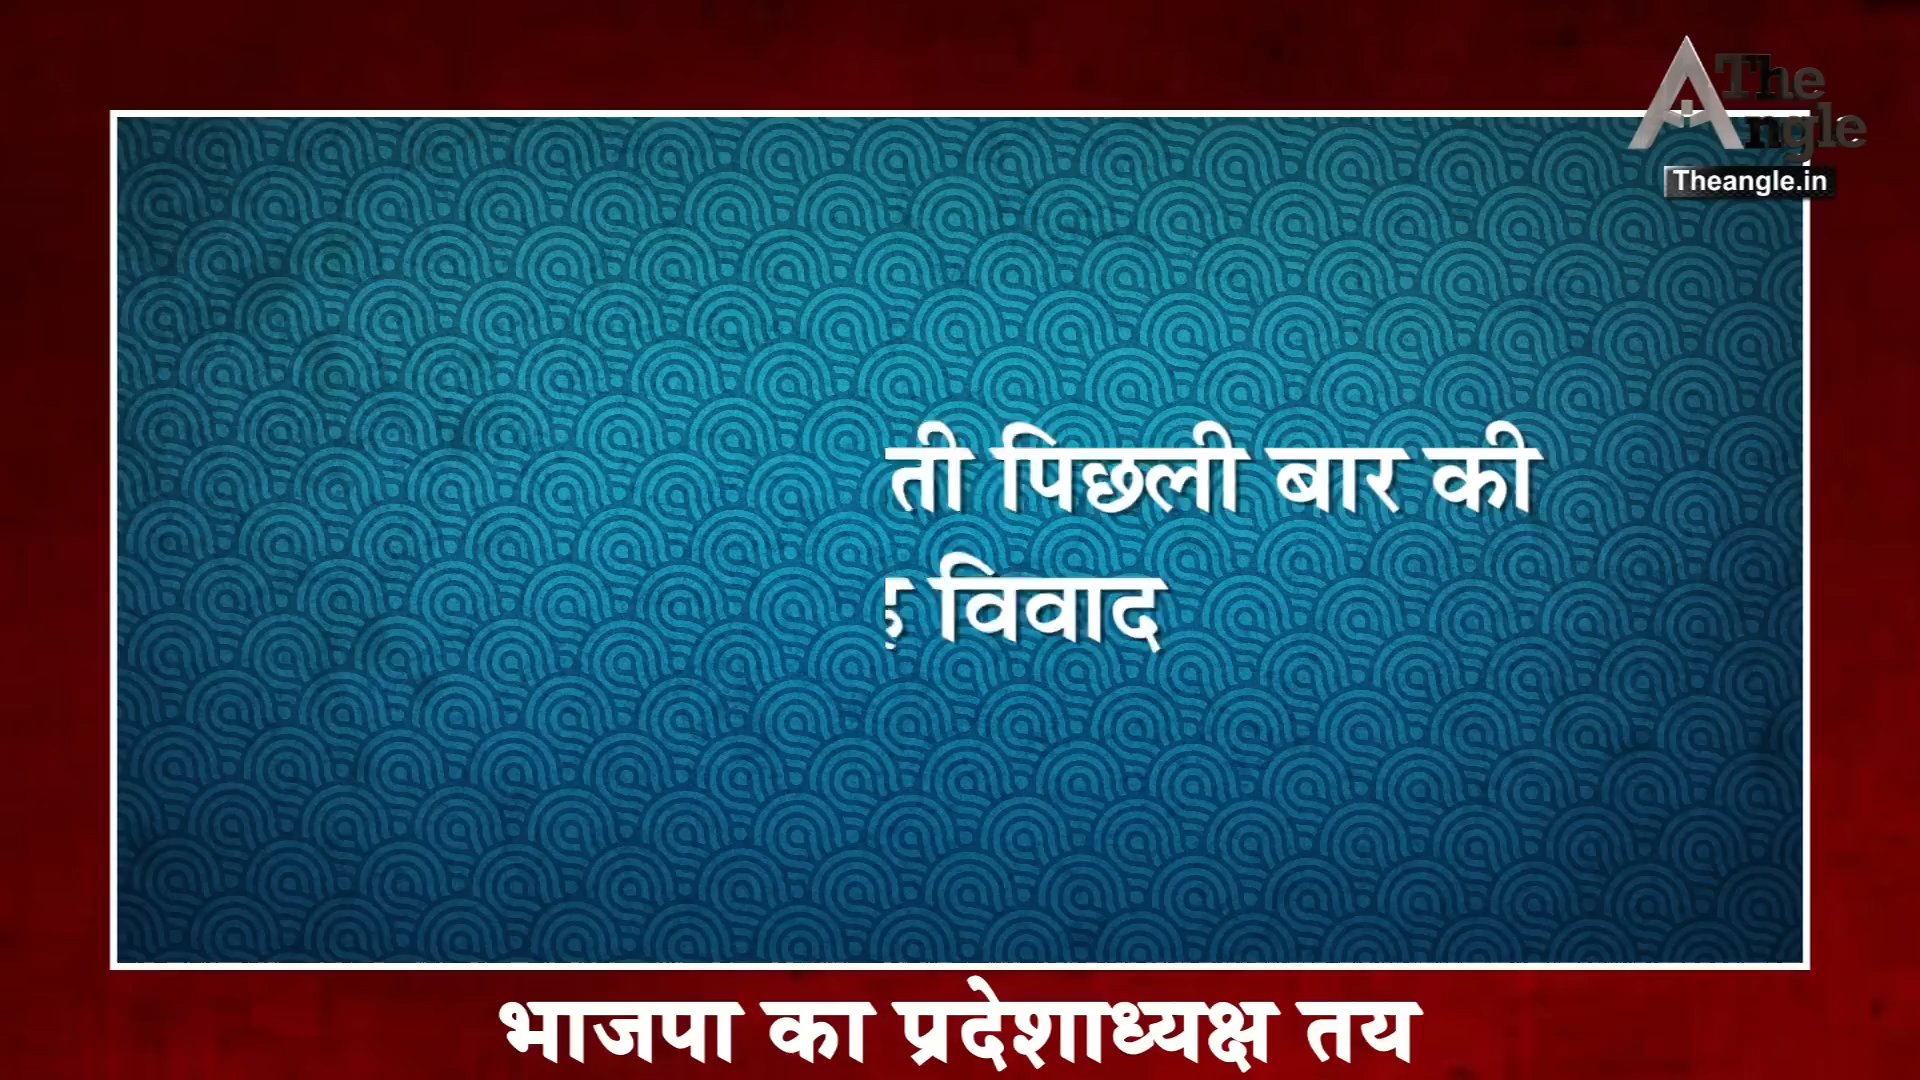 The
Angle
Theangle.in
ती पिछली बार की
विवाद
भाजपा का प्रदेशाध्यक्ष तय